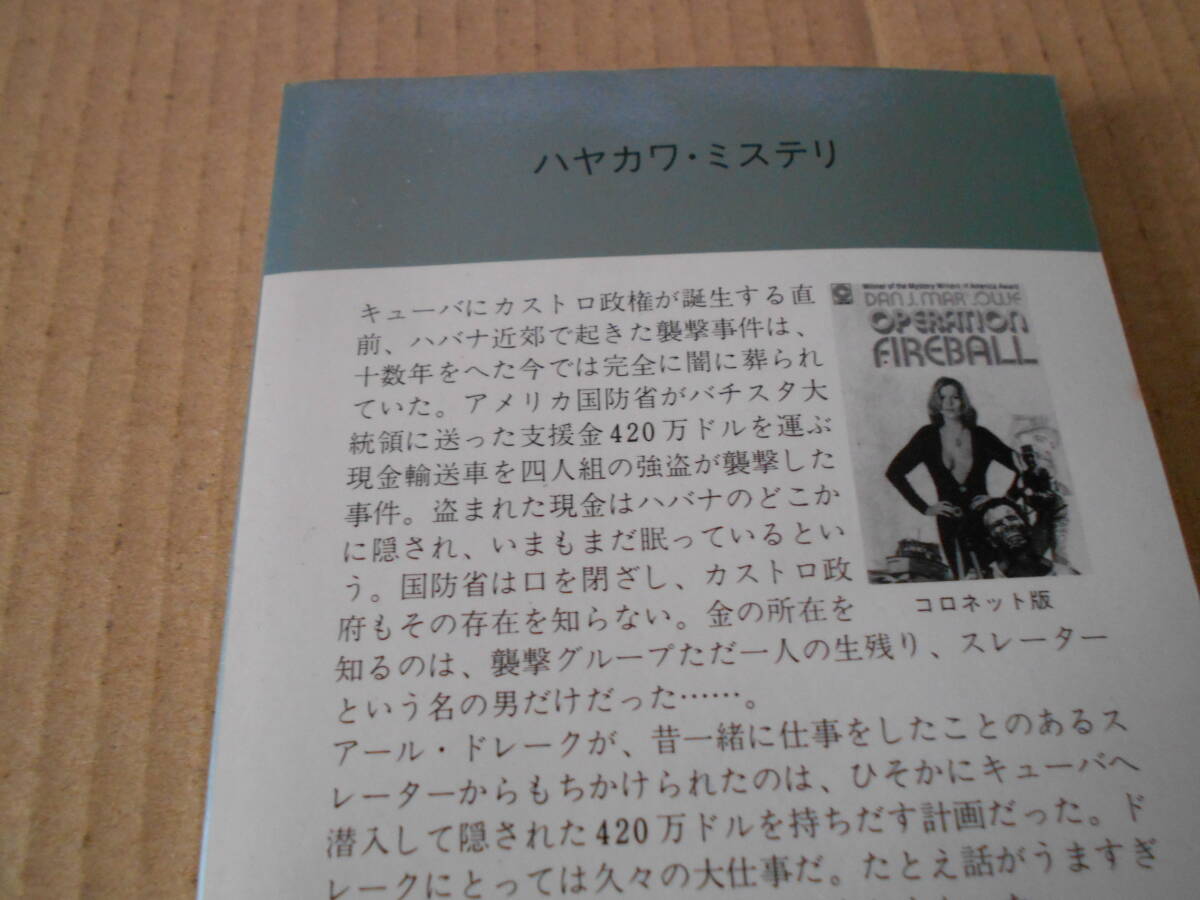 ハヤカワ・ミステリ
キューバにカストロ政権が誕生する直
前、ハバナ近郊で起きた襲撃事件は、
十数年をへた今では完全に闇に葬られ
ていた。アメリカ国防省がバチスタ大
統領に送った支援金420万ドルを運ぶ
現金輸送車を四人組の強盗が襲撃した
事件。盗まれた現金はハバナのどこか
に隠され、いまもまだ眠っているとい
う。国防省は口を閉ざし、カストロ政
府もその存在を知らない。金の所在を
知るのは、襲撃グループただ一人の生残り、スレーター
という名の男だけだった……。
アール・ドレークが、昔一緒に仕事をしたことのあるス
レーターからもちかけられたのは、ひそかにキューバへ
潜入して隠された420万ドルを持ちだす計画だった。ド
レークにとっては久々の大仕事だ。たとえ話がうますぎ
Winner of the Mystery Writers of America Award
DAN J. MARLOWE
OPERATION
FIREBALL
コロネット版